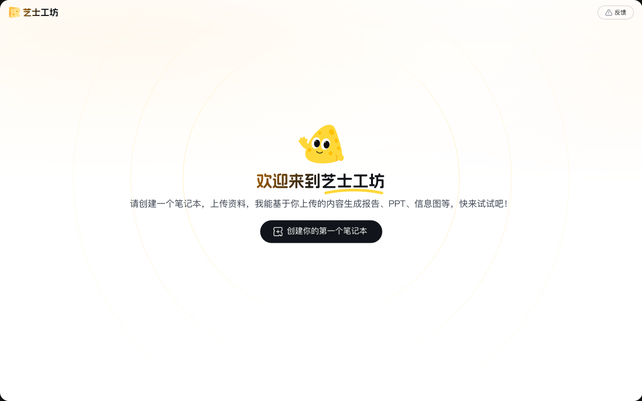 芝士工坊
反馈
欢迎来到芝士工坊
请创建一个笔记本，上传资料，我能基于你上传的内容生成报告、PPT、信息图等，快来试试吧！
创建你的第一个笔记本